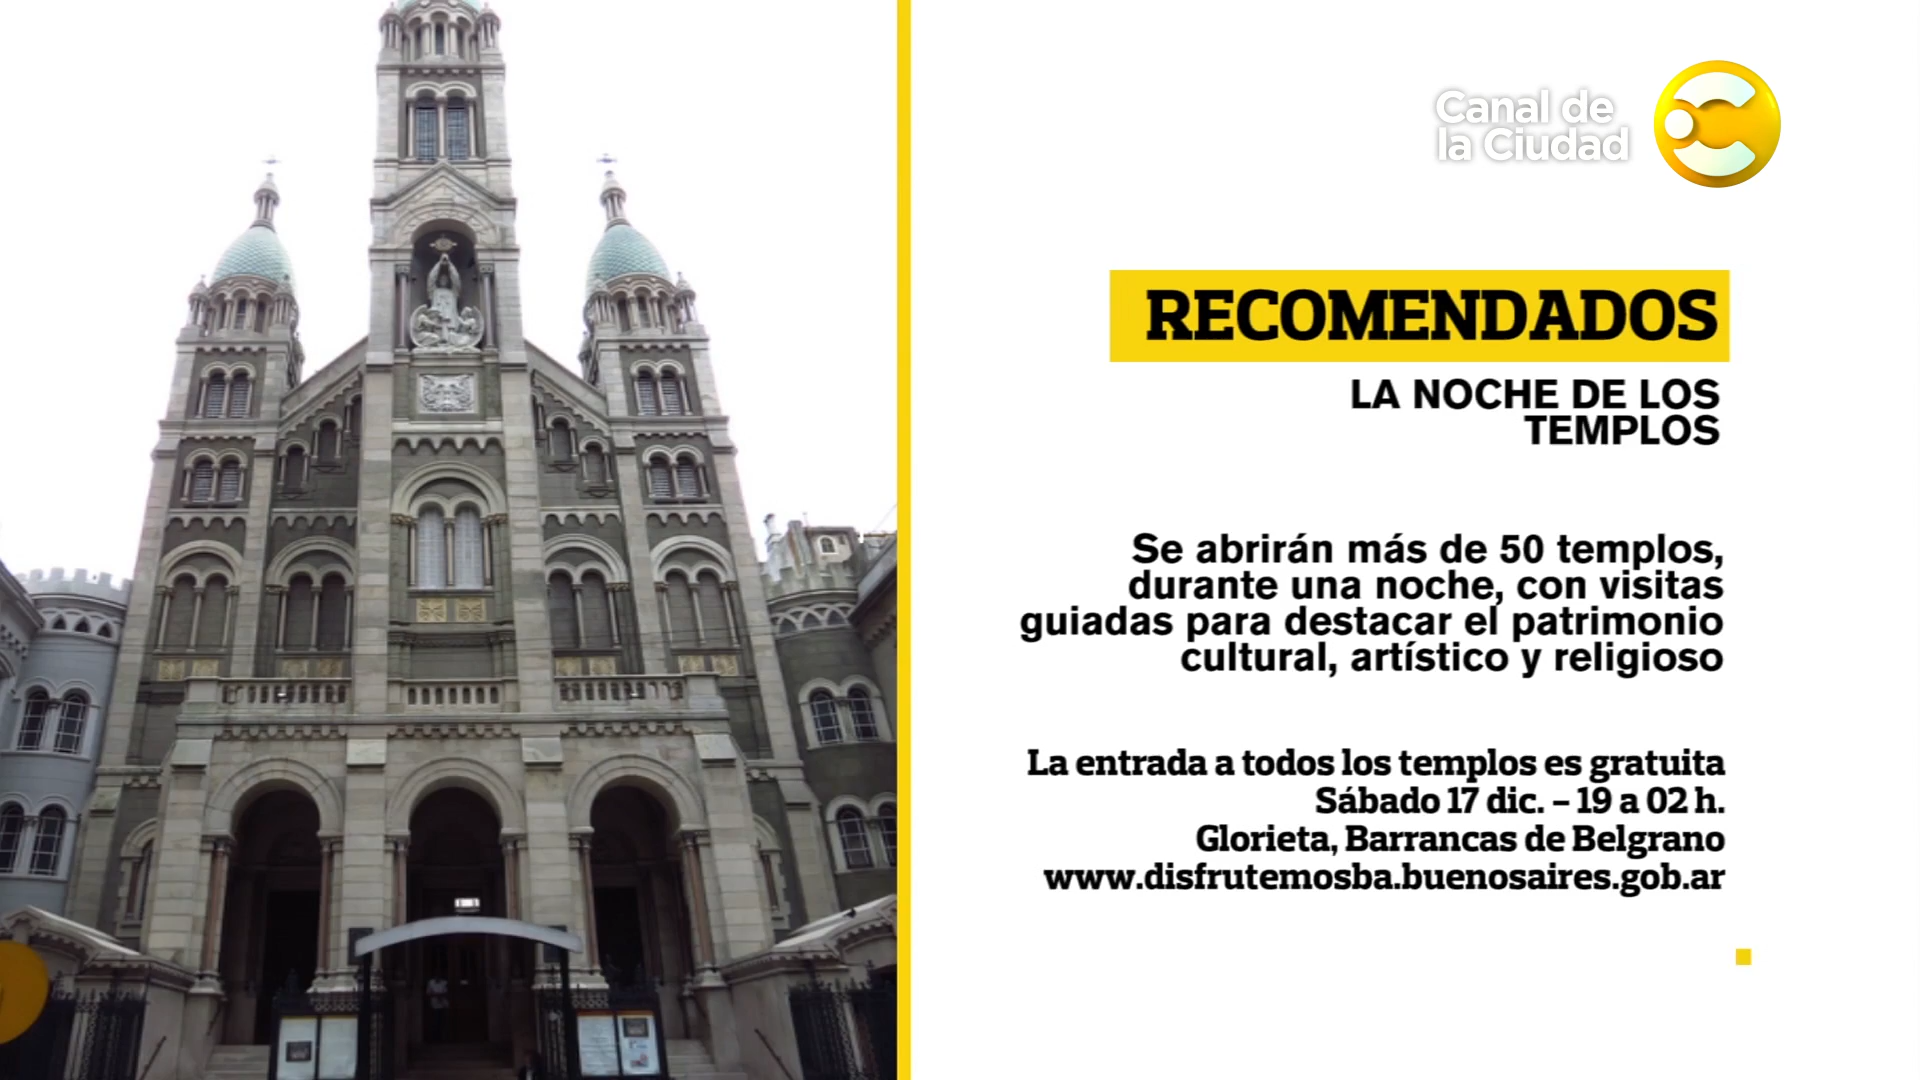 Canal de
la Ciudad
RECOMENDADOS
LA NOCHE DE LOS
TEMPLOS
Se abrirán más de 50 templos,
durante una noche, con visitas
guiadas para destacar el patrimonio
cultural, artístico y religioso
La entrada a todos los templos es gratuita
Sábado 17 dic. – 19 a 02 h.
Glorieta, Barrancas de Belgrano
www.disfrutemosba.buenosaires.gob.ar